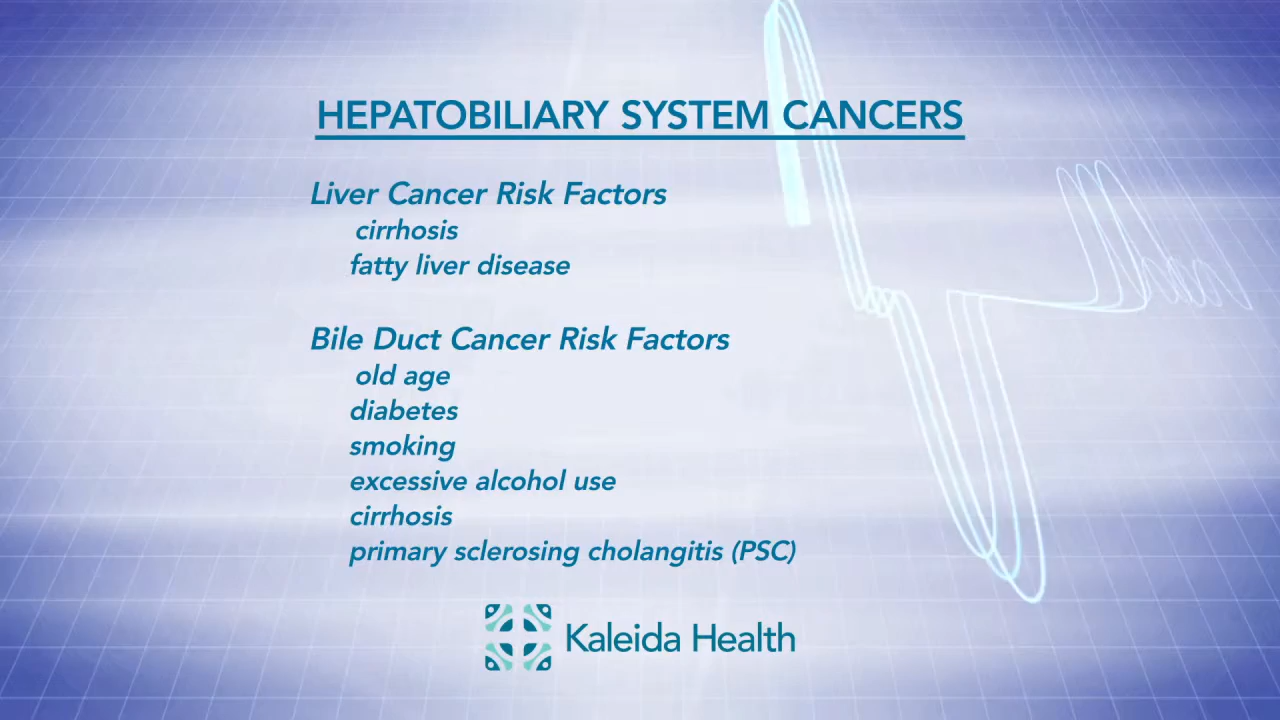 HEPATOBILIARY SYSTEM CANCERS
Liver Cancer Risk Factors
cirrhosis
fatty liver disease
Bile Duct Cancer Risk Factors
old age
diabetes
smoking
excessive alcohol use
cirrhosis
primary sclerosing cholangitis (PSC)
Kaleida Health